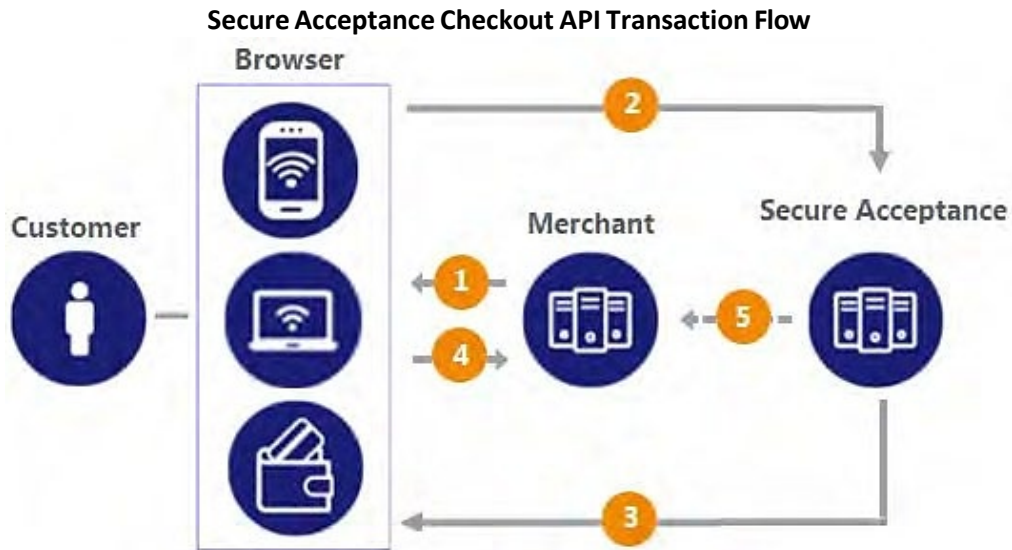 Secure Acceptance Checkout API Transaction Flow
Browser
2
Customer
Merchant
Secure Acceptance
1
5
4
3